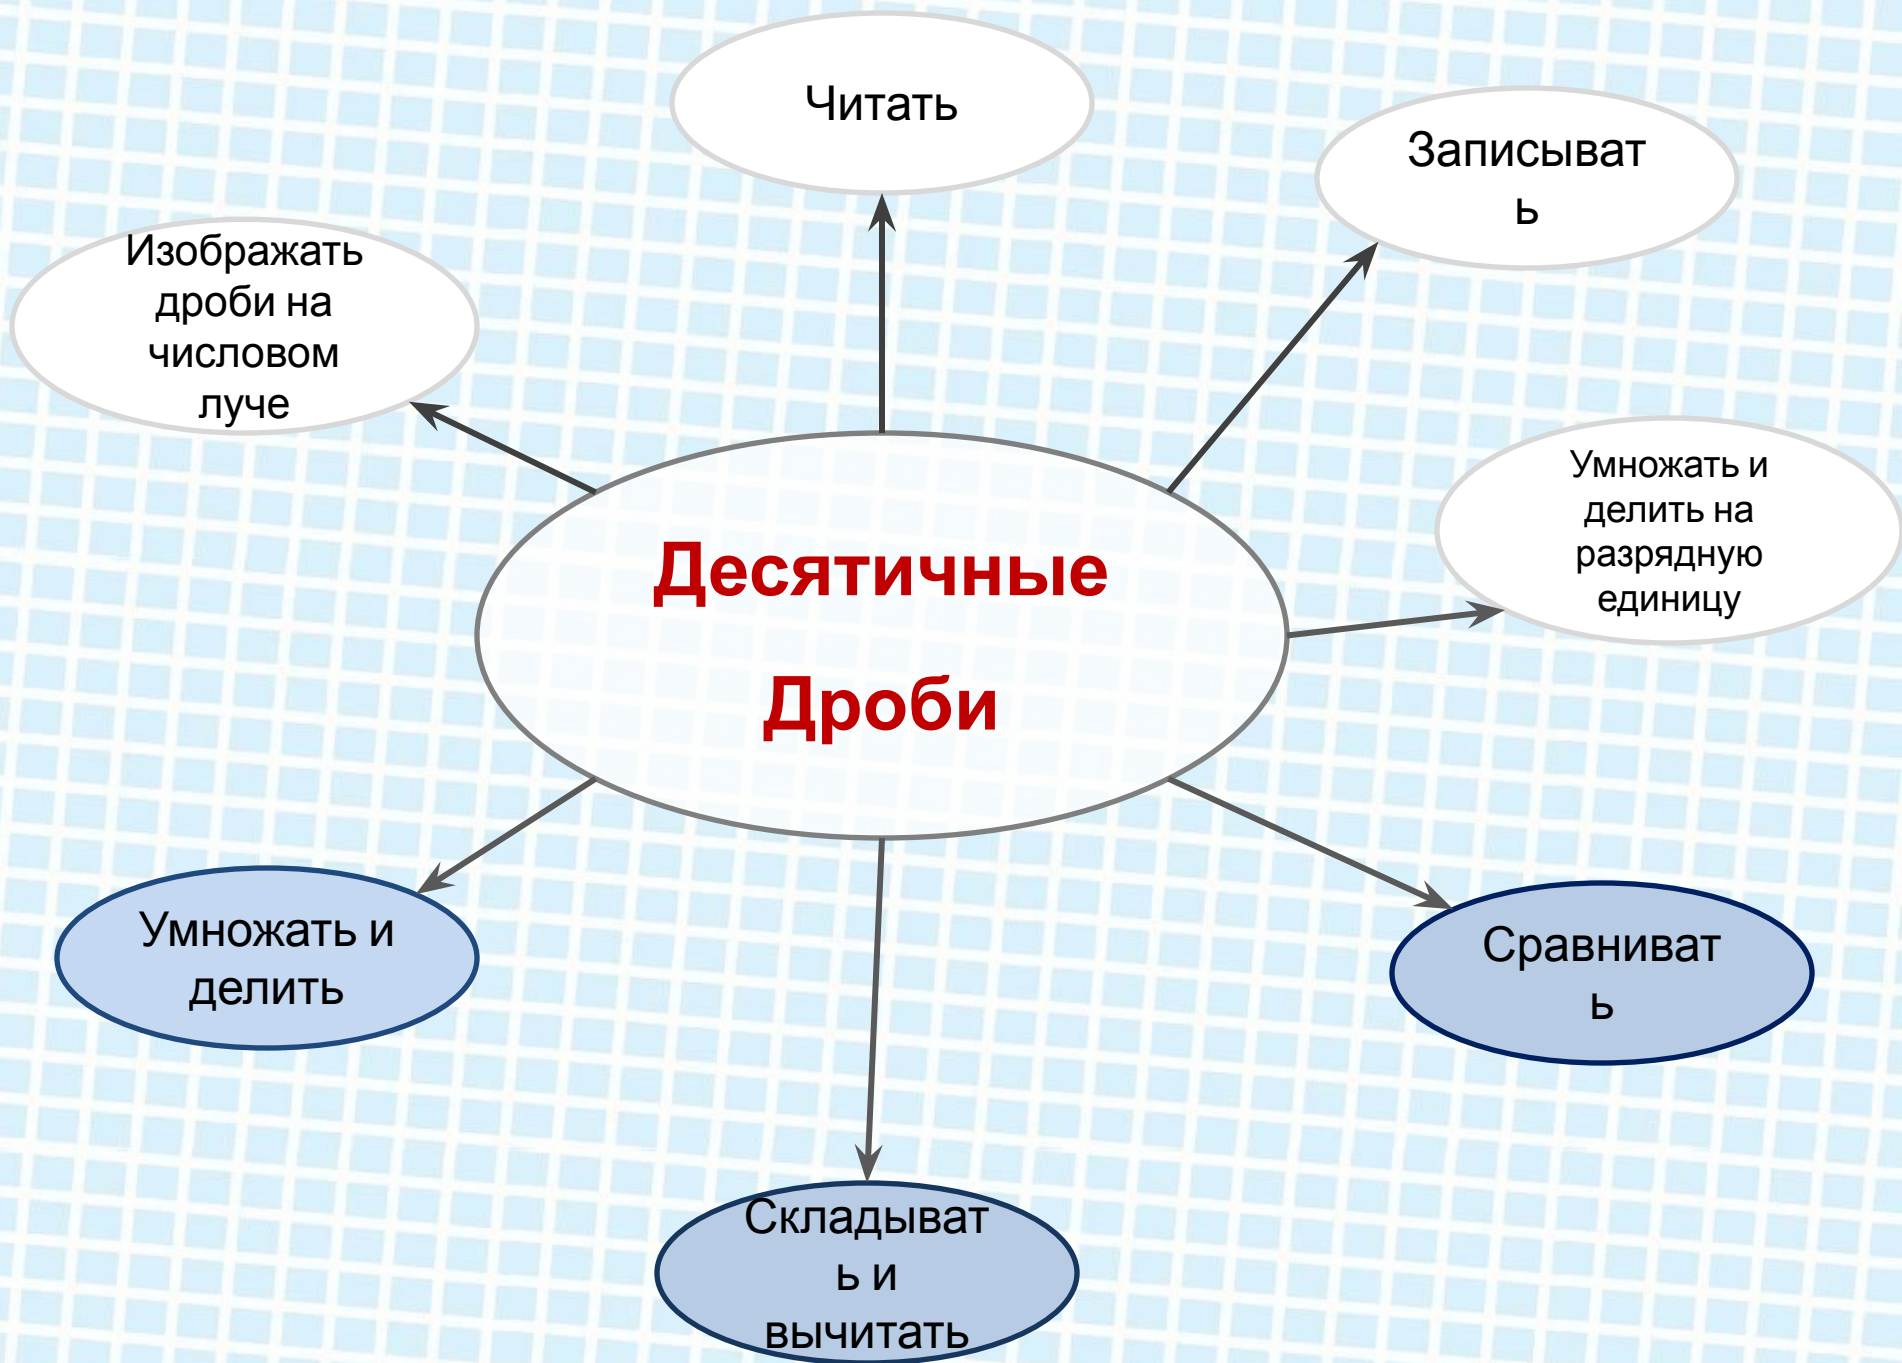 Читать
Записыват
ь
Изображать
дроби на
числовом
луче
Умножать и
делить на
разрядную
единицу
Десятичные
Дроби
Умножать и
делить
Сравниват
ь
Складыват
ь и
вычитать